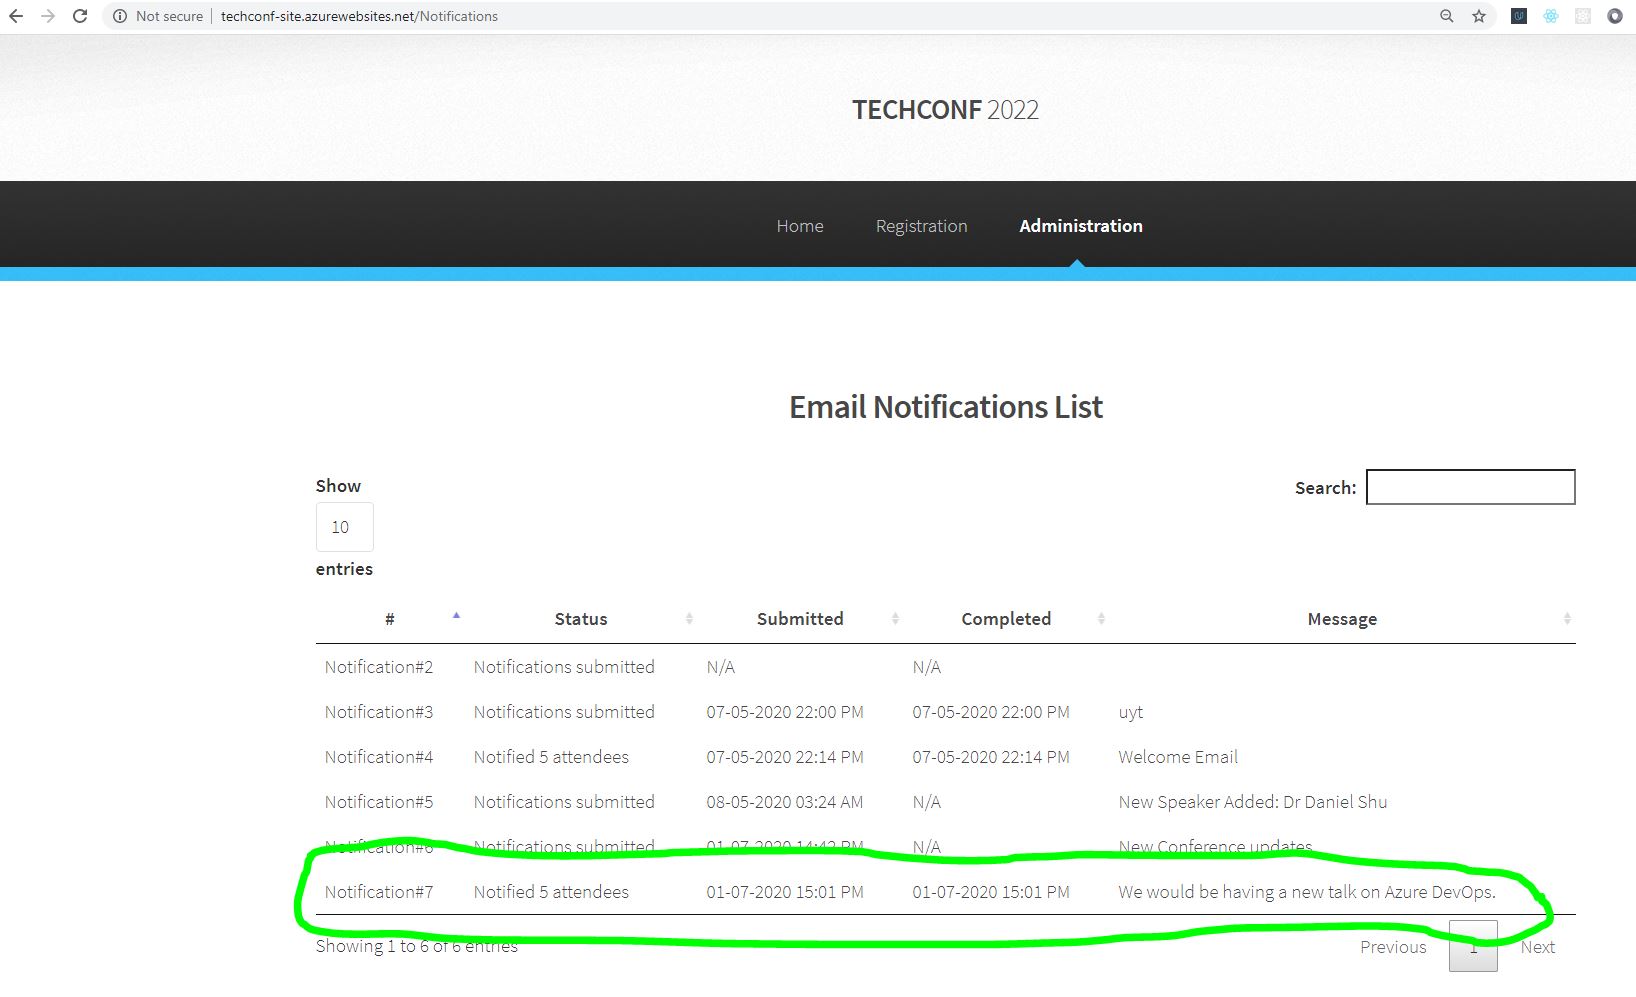 Not secure | techconf-site.azurewebsites.net/Notifications
TECHCONF 2022
Home Registration Administration
Email Notifications List
Show
10
entries
Search:
# Status Submitted Completed Message
Notification#2 Notifications submitted N/A N/A
Notification#3 Notifications submitted 07-05-2020 22:00 PM 07-05-2020 22:00 PM uyt
Notification#4 Notified 5 attendees 07-05-2020 22:14 PM 07-05-2020 22:14 PM Welcome Email
Notification#5 Notifications submitted 08-05-2020 03:24 AM N/A New Speaker Added: Dr Daniel Shu
Notification#6 Notifications submitted 01-07-2020 14:42 PM N/A New Conference updates
Notification#7 Notified 5 attendees 01-07-2020 15:01 PM 01-07-2020 15:01 PM We would be having a new talk on Azure DevOps.
Showing 1 to 6 of 6 entries
Previous 1 Next